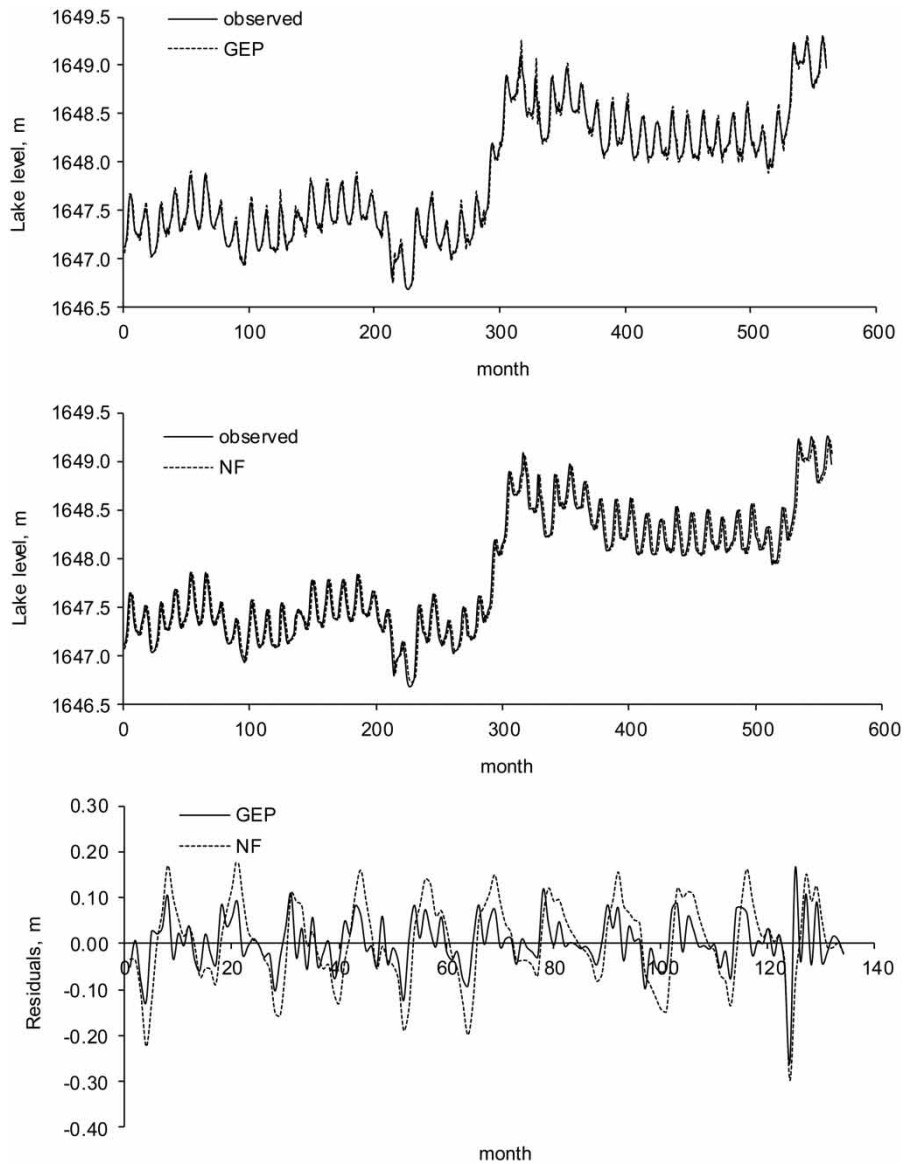 1649.5
observed
GEP
1649.0
1648.5
1648.0
1647.5
1647.0
1646.5
Lake level, m
0 100 200 300 400 500 600
month
1649.5
observed
NF
1649.0
1648.5
1648.0
1647.5
1647.0
1646.5
Lake level, m
0 100 200 300 400 500 600
month
0.30
GEP
NF
0.20
0.10
0.00
-0.10
-0.20
-0.30
-0.40
Residuals, m
0 20 40 60 80 100 120 140
month